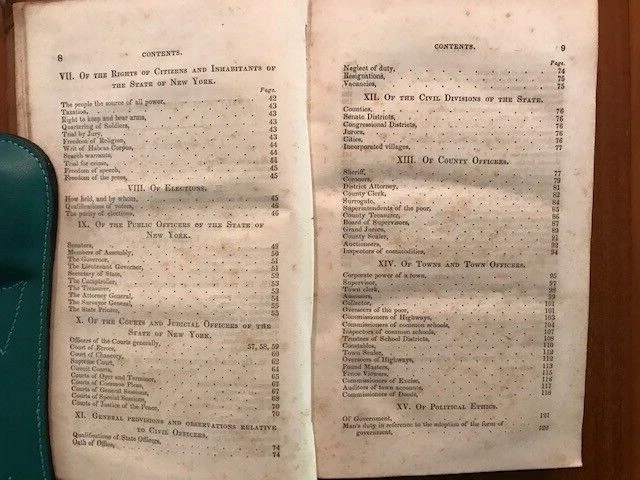 8
CONTENTS.
VII. OF THE RIGHTS OF CITIZENS AND INHABITANTS OF
THE STATE OF NEW YORK.
Page.
The people the source of all power, 42
Taxation, 43
Right to keep and bear arms, 43
Quartering of Soldiers, 43
Trial by Jury, 43
Freedom of Religion, 43
Writ of Habeas Corpus, 44
Search warrants, 44
Trial for crime, 44
Freedom of speech, 45
Freedom of the press, 45
VIII. OF ELECTIONS.
How held, and by whom, 45
Qualifications of voters, 46
The purity of elections, 46
IX. OF THE PUBLIC OFFICERS OF THE STATE OF
NEW YORK.
Senators, 49
Members of Assembly, 50
The Governor, 51
The Lieutenant Governor, 51
Secretary of State, 52
The Comptroller, 53
The Treasurer, 53
The Attorney General, 54
The Surveyor General, 55
The State Printer, 55
X. OF THE COURTS AND JUDICIAL OFFICERS OF THE
STATE OF NEW YORK.
Officers of the Courts generally, 57, 58, 59
Court of Errors, 60
Court of Chancery, 62
Supreme Court, 62
Circuit Courts, 64
Courts of Oyer and Terminer, 65
Courts of Common Pleas, 67
Courts of General Sessions, 67
Courts of Special Sessions, 68
Courts of Justice of the Peace, 70
70
XI. GENERAL PROVISIONS AND OBSERVATIONS RELATIVE
TO CIVIL OFFICERS,
Qualifications of State Officers, 74
Oath of Office, 74
CONTENTS.
9
Page.
Neglect of duty, 74
Resignations, 75
Vacancies, 75
XII. OF THE CIVIL DIVISIONS OF THE STATE.
Counties, 76
Senate Districts, 76
Congressional Districts, 76
Jurors, 76
Cities, 76
Incorporated villages, 77
XIII. OF COUNTY OFFICERS.
Sheriff, 77
Coroners, 79
District Attorney, 81
County Clerk, 82
Surrogate, 84
Superintendents of the poor, 85
County Treasurer, 86
Board of Supervisors, 87
Grand Jurors, 89
County Sealer, 91
Auctioneers, 93
Inspectors of commodities, 94
XIV. OF TOWNS AND TOWN OFFICERS.
Corporate power of a town, 95
Supervisor, 97
Town clerk, 98
Assessors, 99
Collector, 101
Overseers of the poor, 101
Commissioners of Highways, 103
Commissioners of common schools, 104
Inspectors of common schools, 107
Trustees of School Districts, 108
Constables, 110
Town Sealer, 112
Overseers of Highways, 112
Pound Masters, 113
Fence Viewers, 115
Commissioners of Excise, 116
Auditors of town accounts, 117
Commissioners of Deeds, 118
XV. OF POLITICAL ETHICS.
Of Government, 121
Man's duty in reference to the adoption of the form of
government,